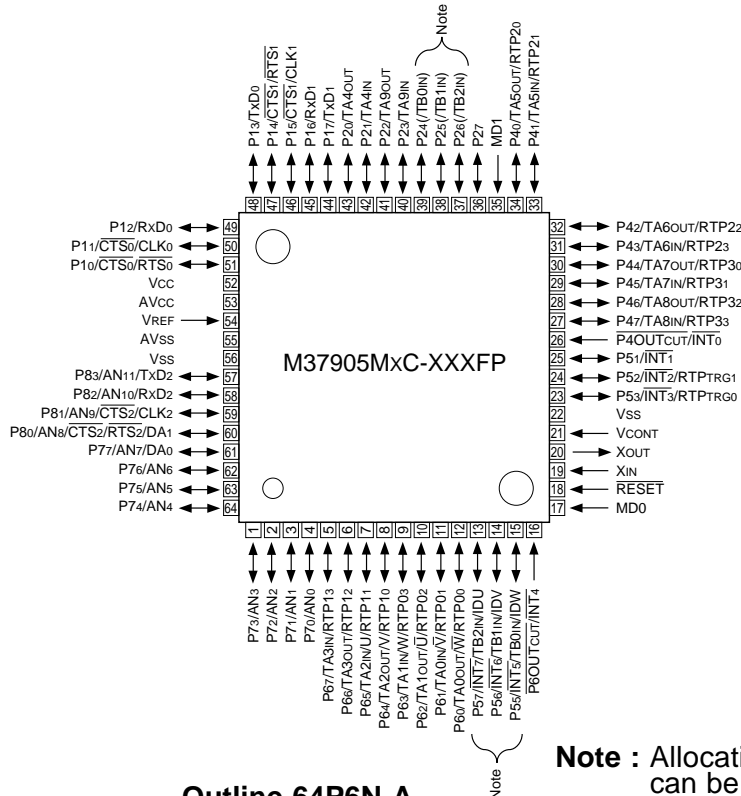 Note
P13/TxD0
P14/CTS1/RTS1
P15/CTS1/CLK1
P16/RxD1
P17/TxD1
P20/TA4OUT
P21/TA4IN
P22/TA9OUT
P23/TA9IN
P24(/TB0IN)
P25(/TB1IN)
P26(/TB2IN)
P27
MD1
P40/TA5OUT/RTP20
P41/TA5IN/RTP21
48 47 46 45 44 43 42 41 40 39 38 37 36 35 34 33
P12/RxD0 49
P11/CTS0/CLK0 50
P10/CTS0/RTS0 51
VCC 52
AVCC 53
VREF 54
AVSS 55
VSS 56
P83/AN11/TxD2 57
P82/AN10/RxD2 58
P81/AN9/CTS2/CLK2 59
P80/AN8/CTS2/RTS2/DA1 60
P77/AN7/DA0 61
P76/AN6 62
P75/AN5 63
P74/AN4 64
M37905MxC-XXXFP
32 P42/TA6OUT/RTP22
31 P43/TA6IN/RTP23
30 P44/TA7OUT/RTP30
29 P45/TA7IN/RTP31
28 P46/TA8OUT/RTP32
27 P47/TA8IN/RTP33
26 P4OUTCUT/INT0
25 P51/INT1
24 P52/INT2/RTPTRG1
23 P53/INT3/RTPTRG0
22 VSS
21 VCONT
20 XOUT
19 XIN
18 RESET
17 MD0
1 2 3 4 5 6 7 8 9 10 11 12 13 14 15 16
P73/AN3
P72/AN2
P71/AN1
P70/AN0
P67/TA3IN/RTP13
P66/TA3OUT/RTP12
P65/TA2IN/U/RTP11
P64/TA2OUT/V/RTP10
P63/TA1IN/W/RTP03
P62/TA1OUT/U̅/RTP02
P61/TA0IN/V̅/RTP01
P60/TA0OUT/W̅/RTP00
P57/INT7/TB2IN/IDU
P56/INT6/TB1IN/IDV
P55/INT5/TB0IN/IDW
P6OUTCUT/INT4
Note
Note : Allocati
can be
Outline 64P6N-A